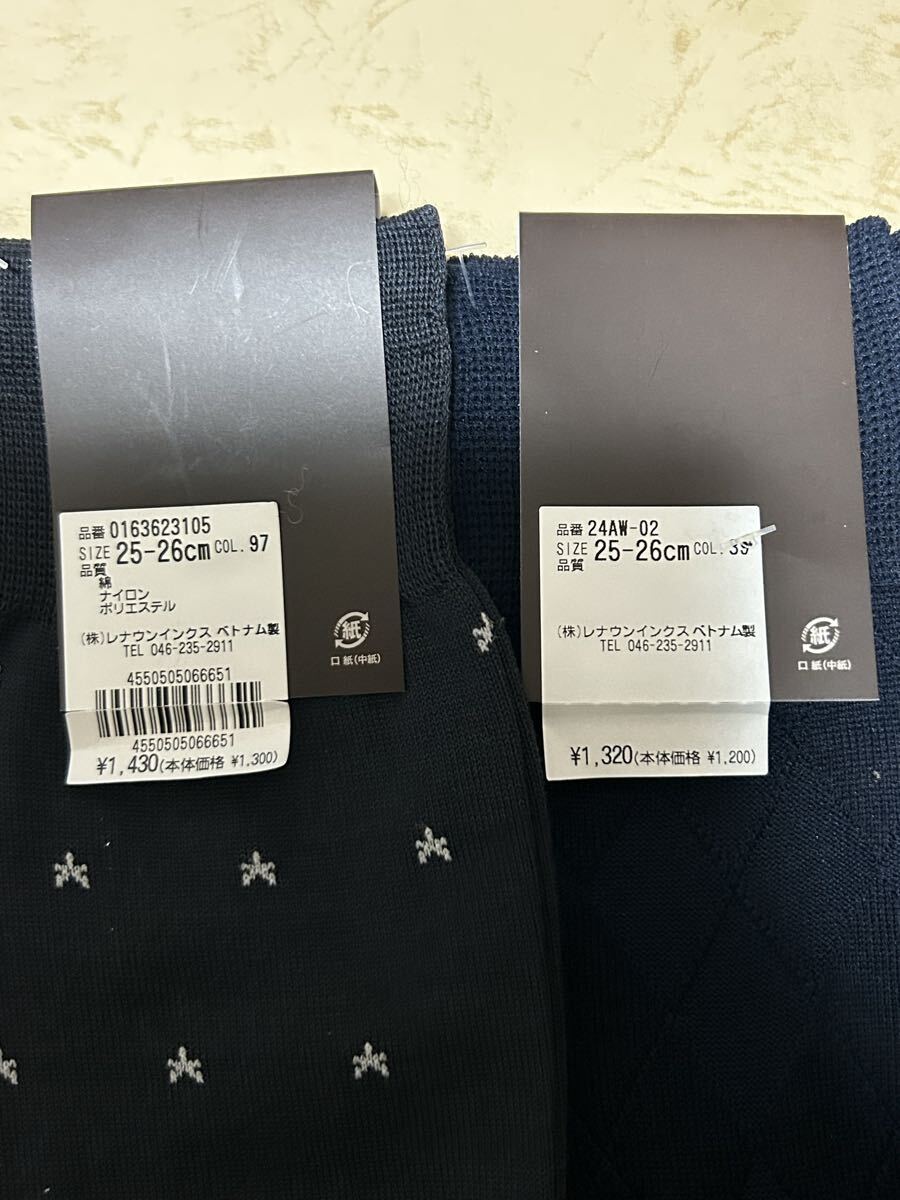 品番 0163623105
SIZE 25-26cm COL. 97
品質
綿
ナイロン
ポリエステル
(株)レナウンインクス ベトナム製
TEL 046-235-2911
4550505066651
4550505066651
¥1,430(本体価格 ¥1,300)
紙
口 紙(中紙)
品番 24AW-02
SIZE 25-26cm COL.
品質
(株)レナウンインクス ベトナム製
TEL 046-235-2911
¥1,320(本体価格 ¥1,200)
紙
口 紙(中紙)